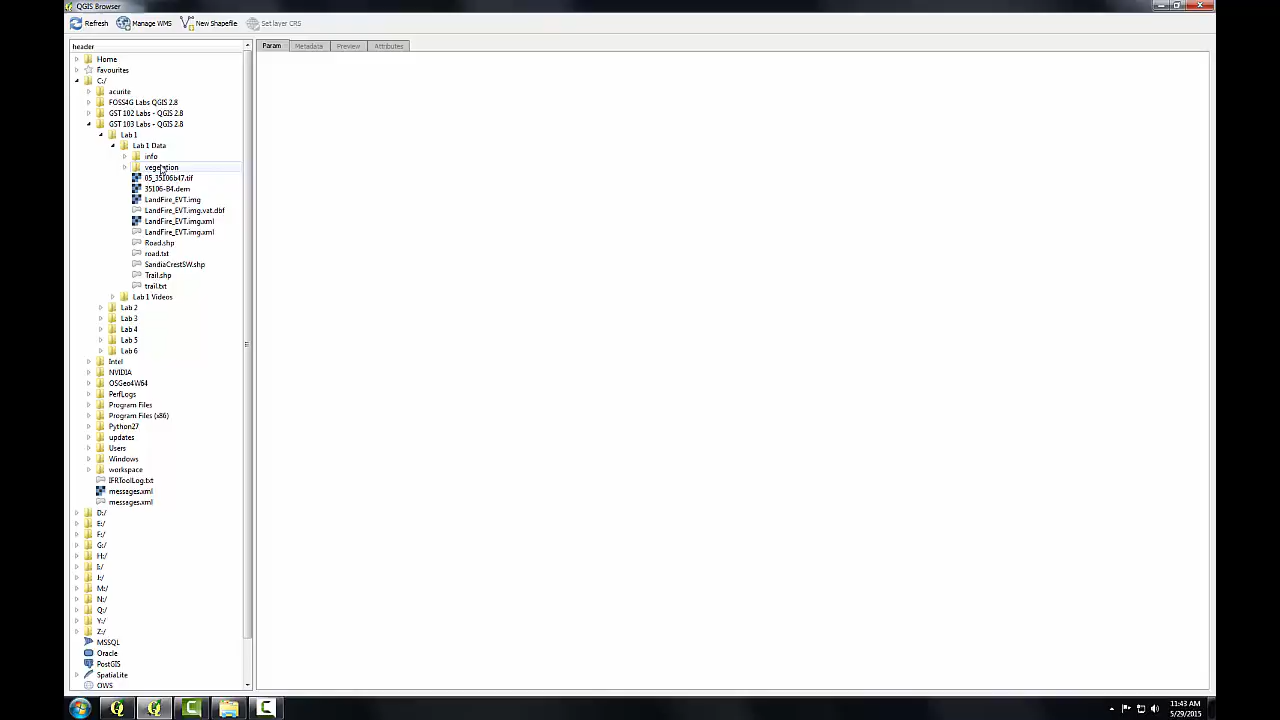 QGIS Browser
Refresh Manage WMS New Shapefile Set layer CRS
header
Param Metadata Preview Attributes
Home
Favourites
C:/
acurite
FOSS4G Labs QGIS 2.8
GST 102 Labs - QGIS 2.8
GST 103 Labs - QGIS 2.8
Lab 1
Lab 1 Data
info
vegetation
05_35106b47.tif
35106-B4.dem
LandFire_EVT.img
LandFire_EVT.img.vat.dbf
LandFire_EVT.img.xml
LandFire_EVT.img.xml
Road.shp
road.txt
SandiaCrestSW.shp
Trail.shp
trail.txt
Lab 1 Videos
Lab 2
Lab 3
Lab 4
Lab 5
Lab 6
Intel
NVIDIA
OSGeo4W64
PerfLogs
Program Files
Program Files (x86)
Python27
updates
Users
Windows
workspace
IFRToolLog.txt
messages.xml
messages.xml
D:/
E:/
F:/
G:/
H:/
I:/
J:/
M:/
N:/
Q:/
Y:/
Z:/
MSSQL
Oracle
PostGIS
SpatiaLite
OWS
11:43 AM
5/29/2015